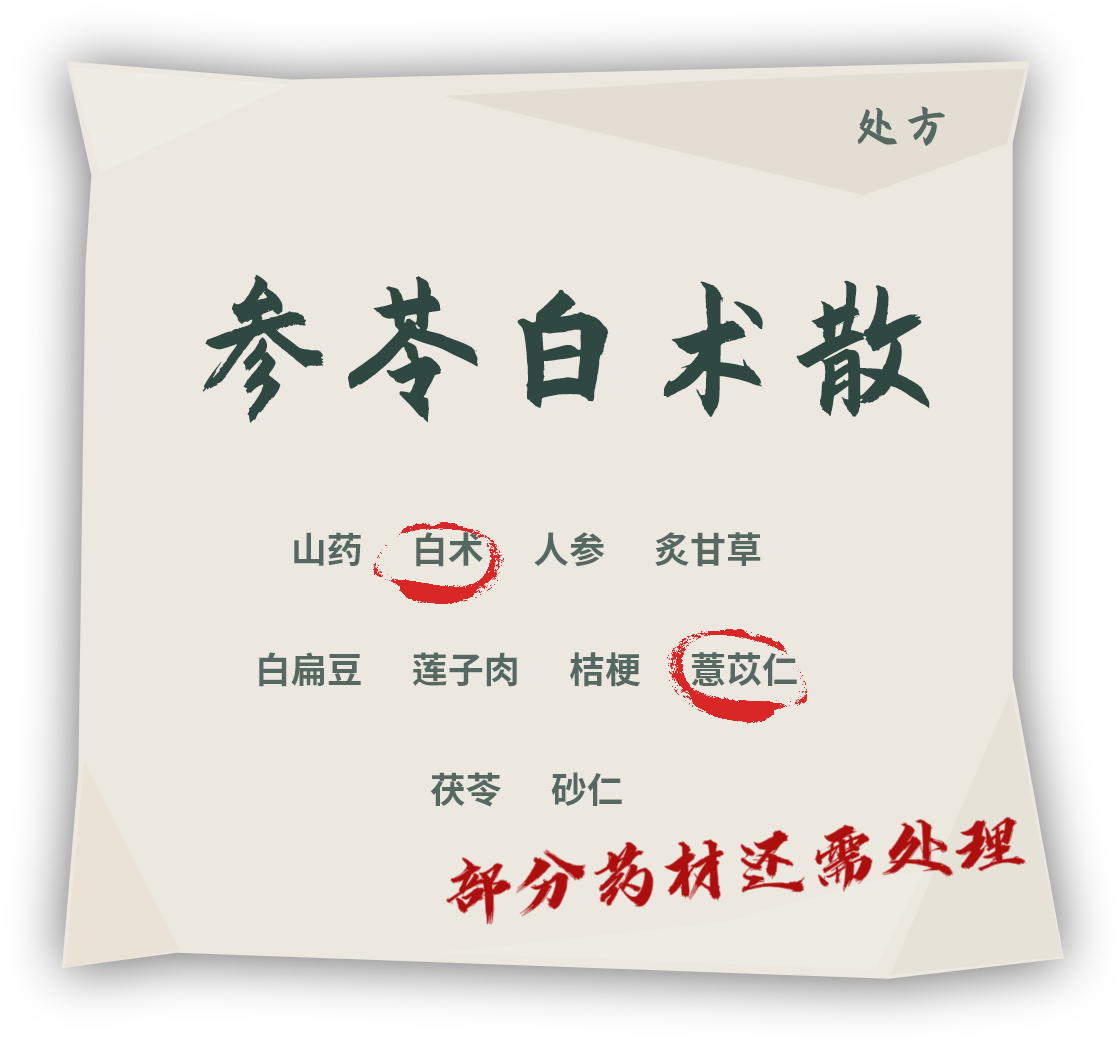 处方
参苓白术散
山药 白术 人参 炙甘草
白扁豆 莲子肉 桔梗 薏苡仁
茯苓 砂仁
部分药材还需处理